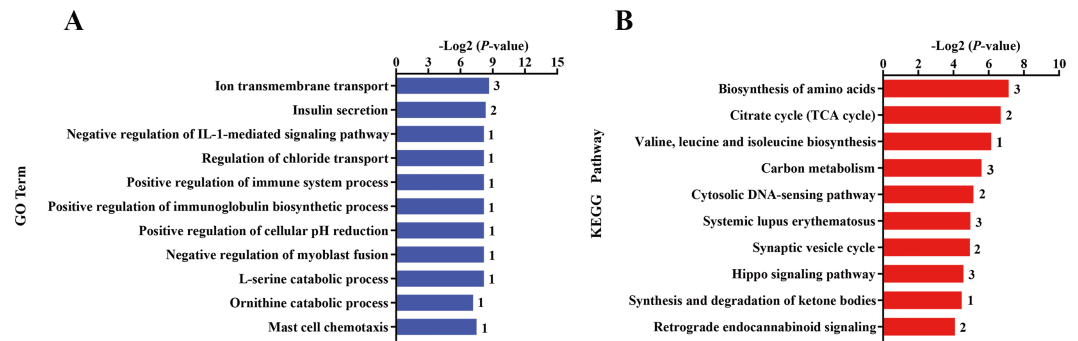 A
-Log2 (P-value)
0 3 6 9 12 15
GO Term
Ion transmembrane transport 3
Insulin secretion 2
Negative regulation of IL-1-mediated signaling pathway 1
Regulation of chloride transport 1
Positive regulation of immune system process 1
Positive regulation of immunoglobulin biosynthetic process 1
Positive regulation of cellular pH reduction 1
Negative regulation of myoblast fusion 1
L-serine catabolic process 1
Ornithine catabolic process 1
Mast cell chemotaxis 1
B
-Log2 (P-value)
0 2 4 6 8 10
KEGG Pathway
Biosynthesis of amino acids 3
Citrate cycle (TCA cycle) 2
Valine, leucine and isoleucine biosynthesis 1
Carbon metabolism 3
Cytosolic DNA-sensing pathway 2
Systemic lupus erythematosus 3
Synaptic vesicle cycle 2
Hippo signaling pathway 3
Synthesis and degradation of ketone bodies 1
Retrograde endocannabinoid signaling 2